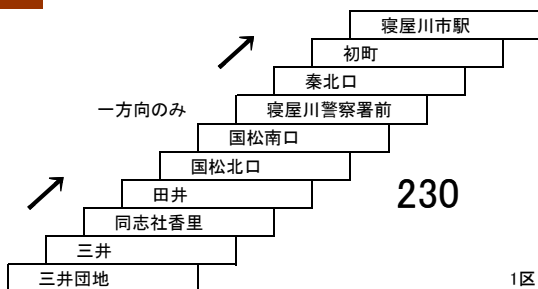 寝屋川市駅
初町
秦北口
一方向のみ
寝屋川警察署前
国松南口
国松北口
田井
230
同志社香里
三井
三井団地
1区